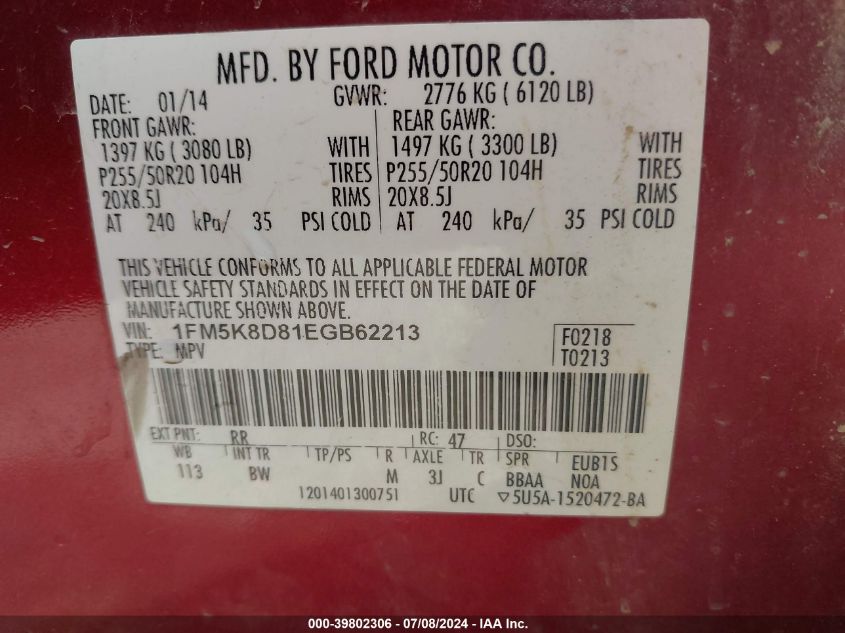 MFD. BY FORD MOTOR CO.
DATE: 01/14 GVWR: 2776 KG ( 6120 LB)
FRONT GAWR: REAR GAWR:
1397 KG ( 3080 LB) WITH 1497 KG ( 3300 LB) WITH
P255/50R20 104H TIRES P255/50R20 104H TIRES
20X8.5J RIMS 20X8.5J RIMS
AT 240 kPa/ 35 PSI COLD AT 240 kPa/ 35 PSI COLD
THIS VEHICLE CONFORMS TO ALL APPLICABLE FEDERAL MOTOR
VEHICLE SAFETY STANDARDS IN EFFECT ON THE DATE OF
MANUFACTURE SHOWN ABOVE.
VIN: 1FM5K8D81EGB62213 F0218
TYPE: MPV T0213
EXT PNT: RR RC: 47 DSO:
WB INT TR TP/PS R AXLE TR SPR EUBTS
113 BW M 3J C BBAA NOA
1201401300751 UTC ▽5U5A-1520472-BA
000-39802306 - 07/08/2024 - IAA Inc.